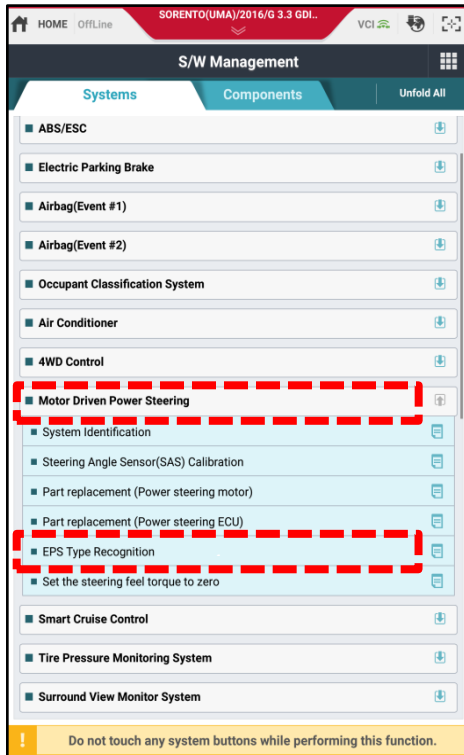 HOME OffLine SORENTO(UMA)/2016/G 3.3 GDI.. VCI
S/W Management
Systems Components Unfold All
ABS/ESC
Electric Parking Brake
Airbag(Event #1)
Airbag(Event #2)
Occupant Classification System
Air Conditioner
4WD Control
Motor Driven Power Steering
System Identification
Steering Angle Sensor(SAS) Calibration
Part replacement (Power steering motor)
Part replacement (Power steering ECU)
EPS Type Recognition
Set the steering feel torque to zero
Smart Cruise Control
Tire Pressure Monitoring System
Surround View Monitor System
! Do not touch any system buttons while performing this function.